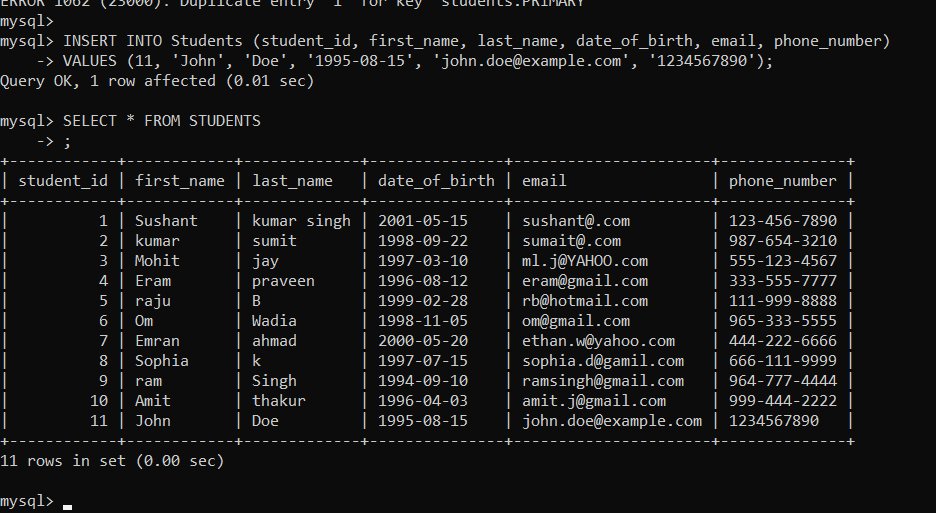 ERROR 1062 (23000): Duplicate entry '1' for key 'students.PRIMARY'
mysql>
mysql> INSERT INTO Students (student_id, first_name, last_name, date_of_birth, email, phone_number)
    -> VALUES (11, 'John', 'Doe', '1995-08-15', 'john.doe@example.com', '1234567890');
Query OK, 1 row affected (0.01 sec)

mysql> SELECT * FROM STUDENTS
    -> ;
+------------+------------+-------------+---------------+----------------------+--------------+
| student_id | first_name | last_name   | date_of_birth | email                | phone_number |
+------------+------------+-------------+---------------+----------------------+--------------+
|          1 | Sushant    | kumar singh | 2001-05-15    | sushant@.com         | 123-456-7890 |
|          2 | kumar      | sumit       | 1998-09-22    | sumait@.com          | 987-654-3210 |
|          3 | Mohit      | jay         | 1997-03-10    | ml.j@YAHOO.com       | 555-123-4567 |
|          4 | Eram       | praveen     | 1996-08-12    | eram@gmail.com       | 333-555-7777 |
|          5 | raju       | B           | 1999-02-28    | rb@hotmail.com       | 111-999-8888 |
|          6 | Om         | Wadia       | 1998-11-05    | om@gmail.com         | 965-333-5555 |
|          7 | Emran      | ahmad       | 2000-05-20    | ethan.w@yahoo.com    | 444-222-6666 |
|          8 | Sophia     | k           | 1997-07-15    | sophia.d@gamil.com   | 666-111-9999 |
|          9 | ram        | Singh       | 1994-09-10    | ramsingh@gmail.com   | 964-777-4444 |
|         10 | Amit       | thakur      | 1996-04-03    | amit.j@gmail.com     | 999-444-2222 |
|         11 | John       | Doe         | 1995-08-15    | john.doe@example.com | 1234567890   |
+------------+------------+-------------+---------------+----------------------+--------------+
11 rows in set (0.00 sec)

mysql>